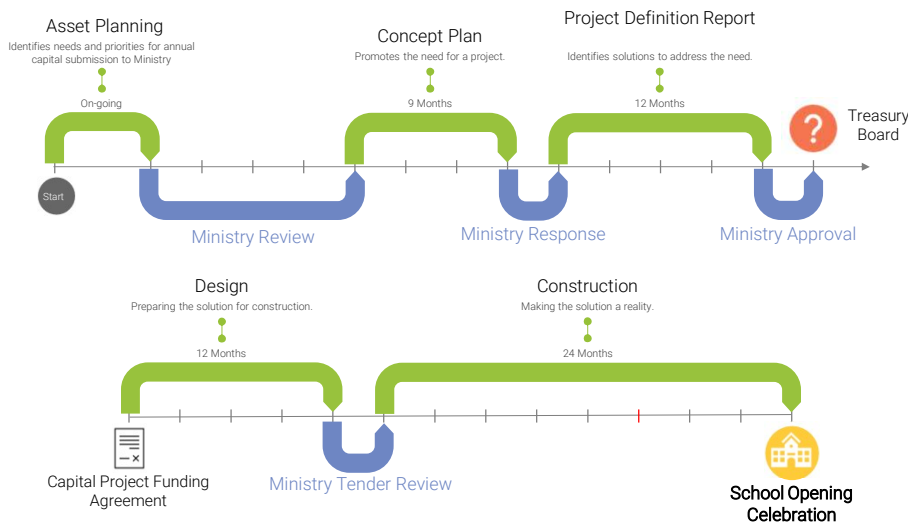 Asset Planning
Identifies needs and priorities for annual
capital submission to Ministry
On-going
Concept Plan
Promotes the need for a project.
9 Months
Project Definition Report
Identifies solutions to address the need.
12 Months
?
Treasury
Board
Start
Ministry Review
Ministry Response
Ministry Approval
Design
Preparing the solution for construction.
12 Months
Construction
Making the solution a reality.
24 Months
Capital Project Funding
Agreement
Ministry Tender Review
School Opening
Celebration